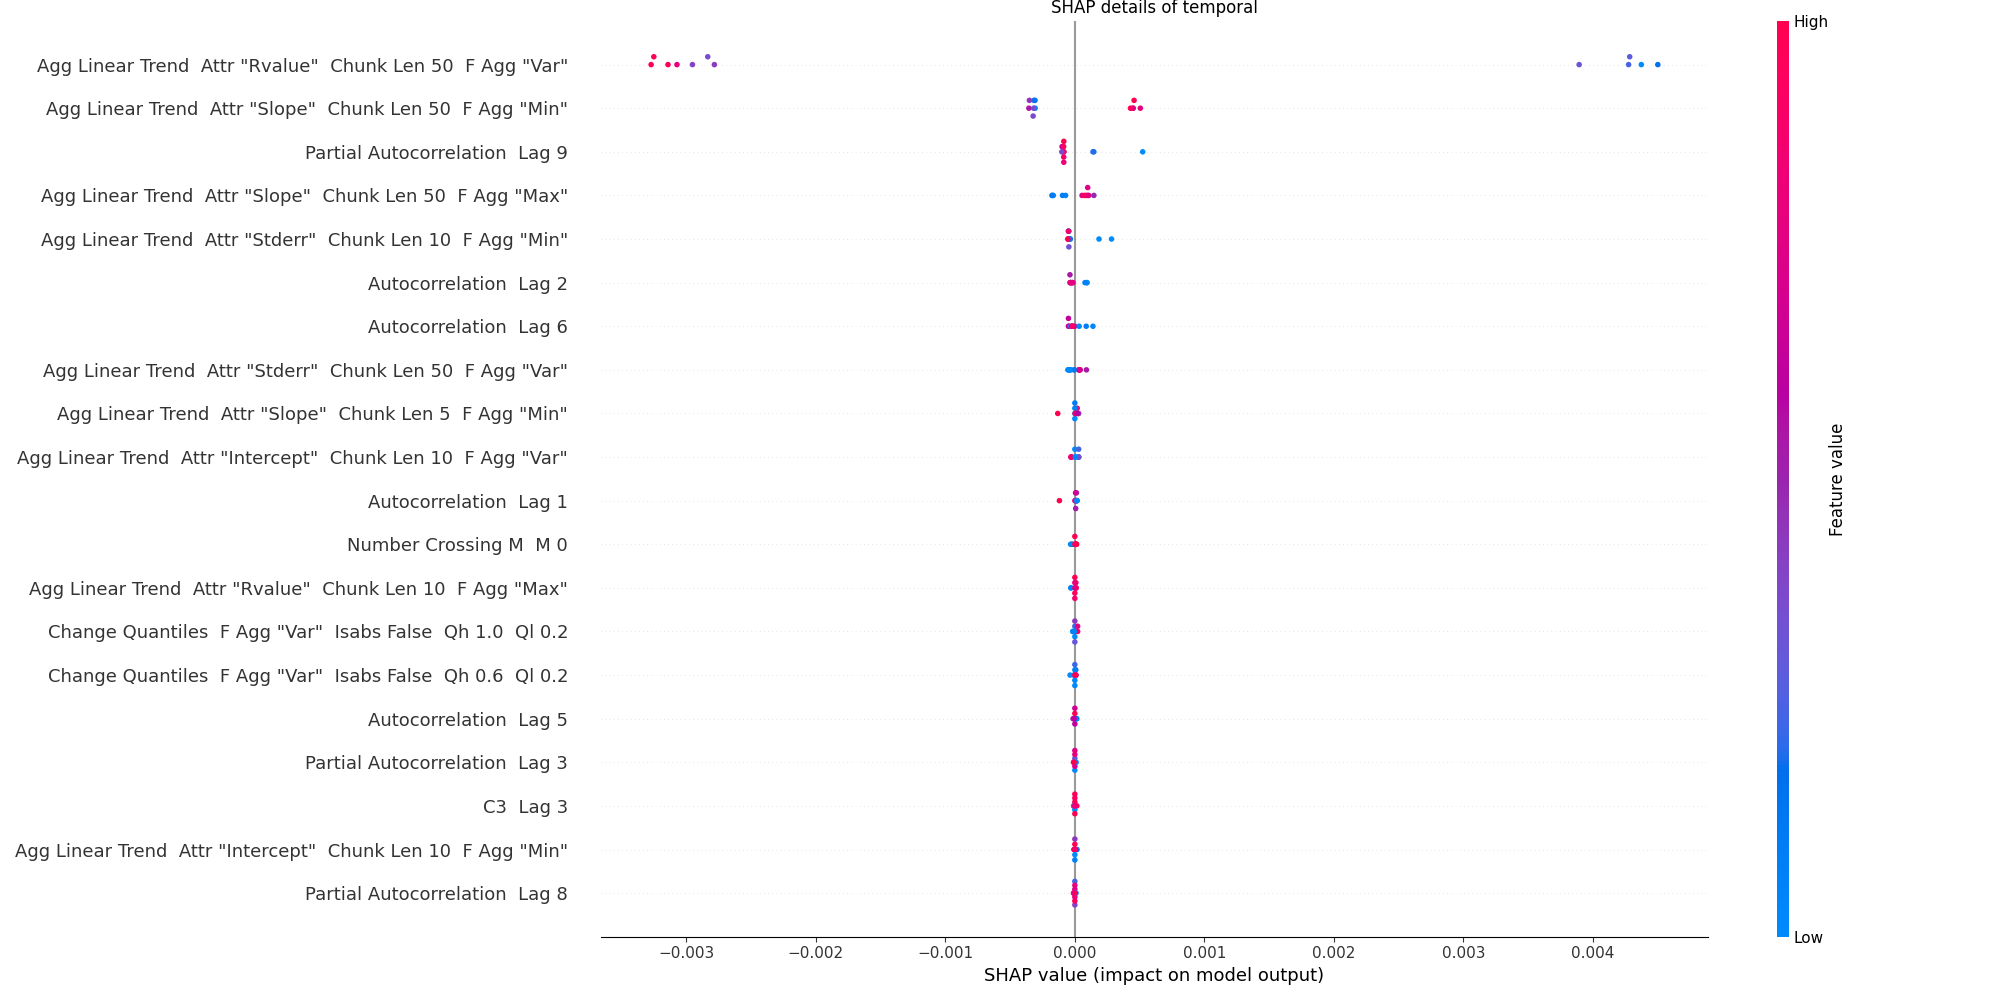 SHAP details of temporal
High
Agg Linear Trend  Attr "Rvalue"  Chunk Len 50  F Agg "Var"
Agg Linear Trend  Attr "Slope"  Chunk Len 50  F Agg "Min"
Partial Autocorrelation  Lag 9
Agg Linear Trend  Attr "Slope"  Chunk Len 50  F Agg "Max"
Agg Linear Trend  Attr "Stderr"  Chunk Len 10  F Agg "Min"
Autocorrelation  Lag 2
Autocorrelation  Lag 6
Agg Linear Trend  Attr "Stderr"  Chunk Len 50  F Agg "Var"
Agg Linear Trend  Attr "Slope"  Chunk Len 5  F Agg "Min"
Agg Linear Trend  Attr "Intercept"  Chunk Len 10  F Agg "Var"
Autocorrelation  Lag 1
Number Crossing M  M 0
Agg Linear Trend  Attr "Rvalue"  Chunk Len 10  F Agg "Max"
Change Quantiles  F Agg "Var"  Isabs False  Qh 1.0  Ql 0.2
Change Quantiles  F Agg "Var"  Isabs False  Qh 0.6  Ql 0.2
Autocorrelation  Lag 5
Partial Autocorrelation  Lag 3
C3  Lag 3
Agg Linear Trend  Attr "Intercept"  Chunk Len 10  F Agg "Min"
Partial Autocorrelation  Lag 8
Feature value
Low
−0.003 −0.002 −0.001 0.000 0.001 0.002 0.003 0.004
SHAP value (impact on model output)